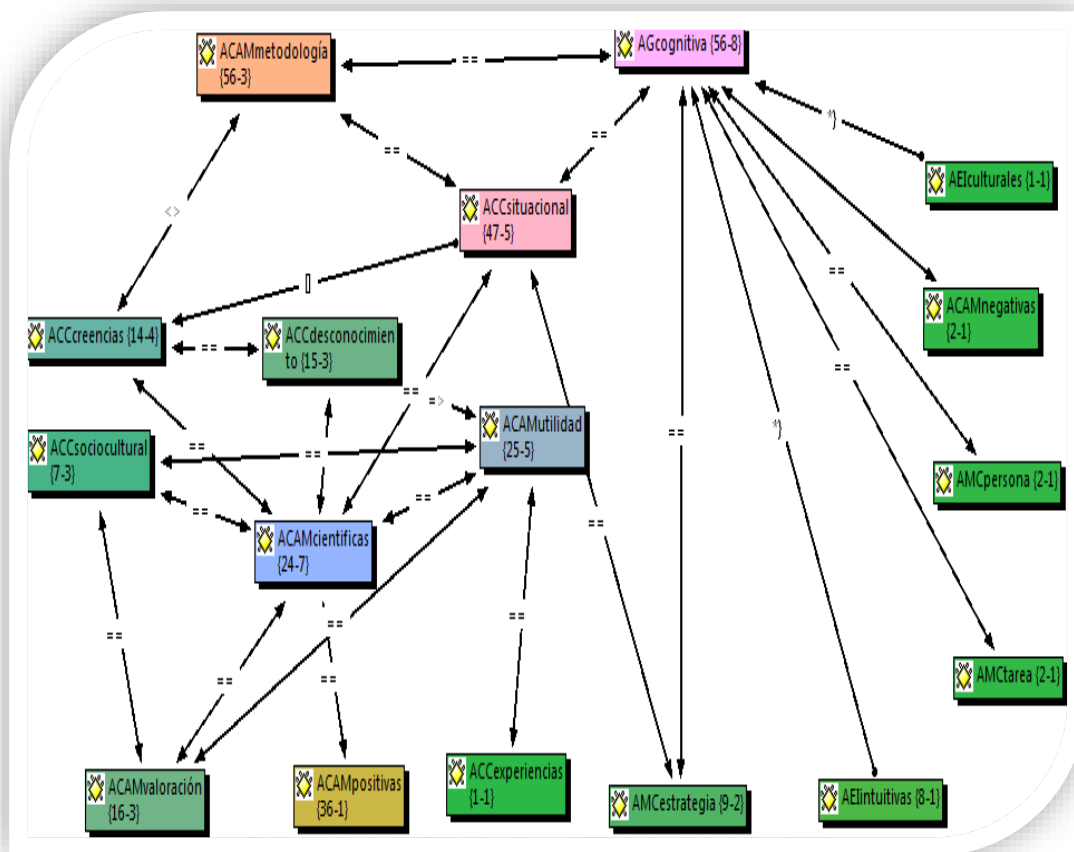 ACAMmetodología
{56-3}
AGcognitiva {56-8}
==
==
==
*}
AEIculturales {1-1}
<>
ACCsituacional
{47-5}
==
[]
ACAMnegativas
{2-1}
ACCcreencias {14-4}
==
ACCdesconocimie
nto {15-3}
==
==
=>
ACAMutilidad
{25-5}
==
*}
==
==
ACCsociocultural
{7-3}
==
AMCpersona {2-1}
==
==
ACAMcientificas
{24-7}
==
==
==
==
==
==
==
AMCtarea {2-1}
ACAMvaloración
{16-3}
ACAMpositivas
{36-1}
ACCexperiencias
{1-1}
AMCestrategia {9-2}
AEIintuitivas {8-1}